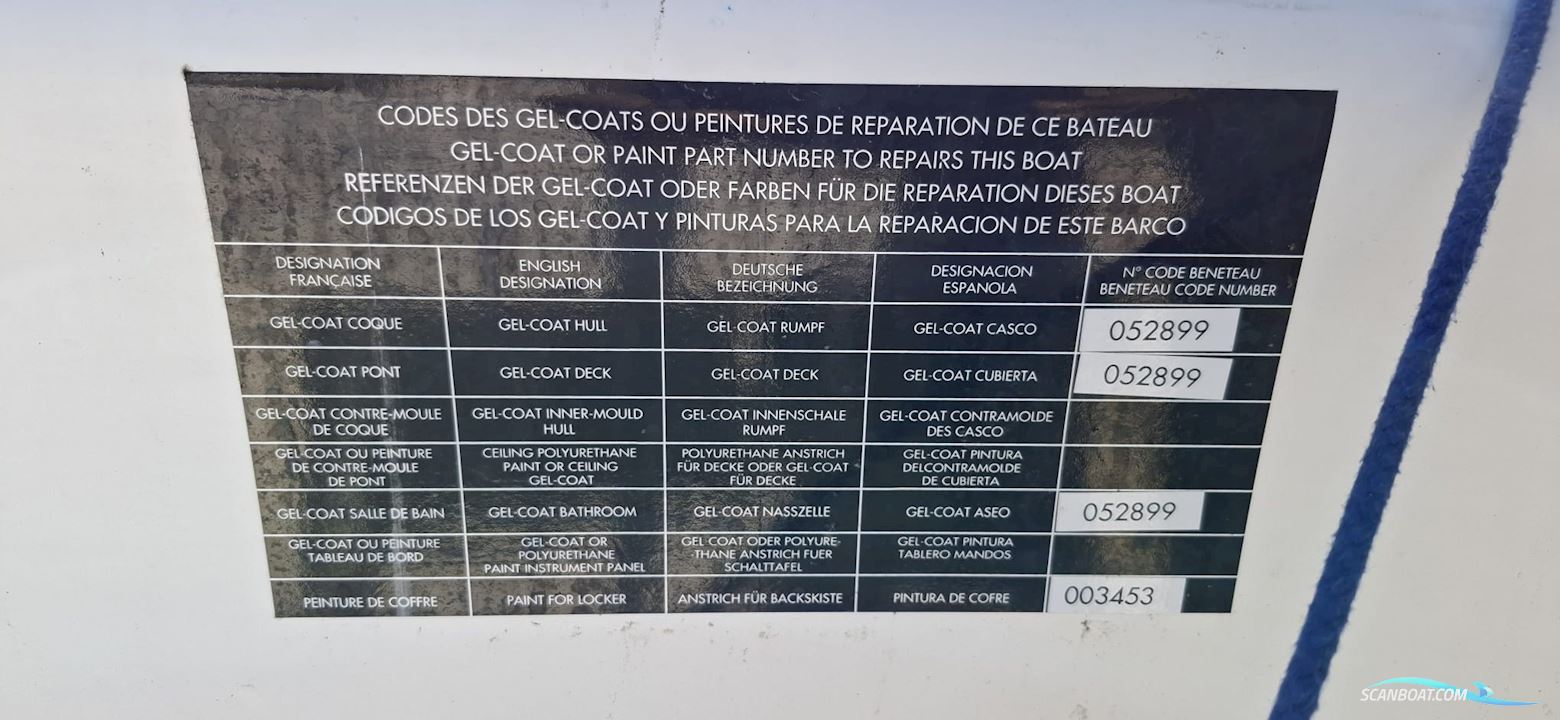 CODES DES GEL-COATS OU PEINTURES DE REPARATION DE CE BATEAU
GEL-COAT OR PAINT PART NUMBER TO REPAIRS THIS BOAT
REFERENZEN DER GEL-COAT ODER FARBEN FÜR DIE REPARATION DIESES BOAT
CODIGOS DE LOS GEL-COAT Y PINTURAS PARA LA REPARACION DE ESTE BARCO
DESIGNATION
FRANÇAISE
ENGLISH
DESIGNATION
DEUTSCHE
BEZEICHNUNG
DESIGNACION
ESPANOLA
N° CODE BENETEAU
BENETEAU CODE NUMBER
GEL-COAT COQUE
GEL-COAT HULL
GEL-COAT RUMPF
GEL-COAT CASCO
052899
GEL-COAT PONT
GEL-COAT DECK
GEL-COAT DECK
GEL-COAT CUBIERTA
052899
GEL-COAT CONTRE-MOULE
DE COQUE
GEL-COAT INNER-MOULD
HULL
GEL-COAT INNENSCHALE
RUMPF
GEL-COAT CONTRAMOLDE
DES CASCO
GEL-COAT OU PEINTURE
DE CONTRE-MOULE
DE PONT
CEILING POLYURETHANE
PAINT OR CEILING
GEL-COAT
POLYURETHANE ANSTRICH
FÜR DECKE ODER GEL-COAT
FÜR DECKE
GEL-COAT PINTURA
DELCONTRAMOLDE
DE CUBIERTA
GEL-COAT SALLE DE BAIN
GEL-COAT BATHROOM
GEL-COAT NASSZELLE
GEL-COAT ASEO
052899
GEL-COAT OU PEINTURE
TABLEAU DE BORD
GEL-COAT OR
POLYURETHANE
PAINT INSTRUMENT PANEL
GEL COAT ODER POLYURE-
-THANE ANSTRICH FUER
SCHALTTAFEL
GEL-COAT PINTURA
TABLERO MANDOS
PEINTURE DE COFFRE
PAINT FOR LOCKER
ANSTRICH FÜR BACKSKISTE
PINTURA DE COFRE
003453
SCANBOAT.COM